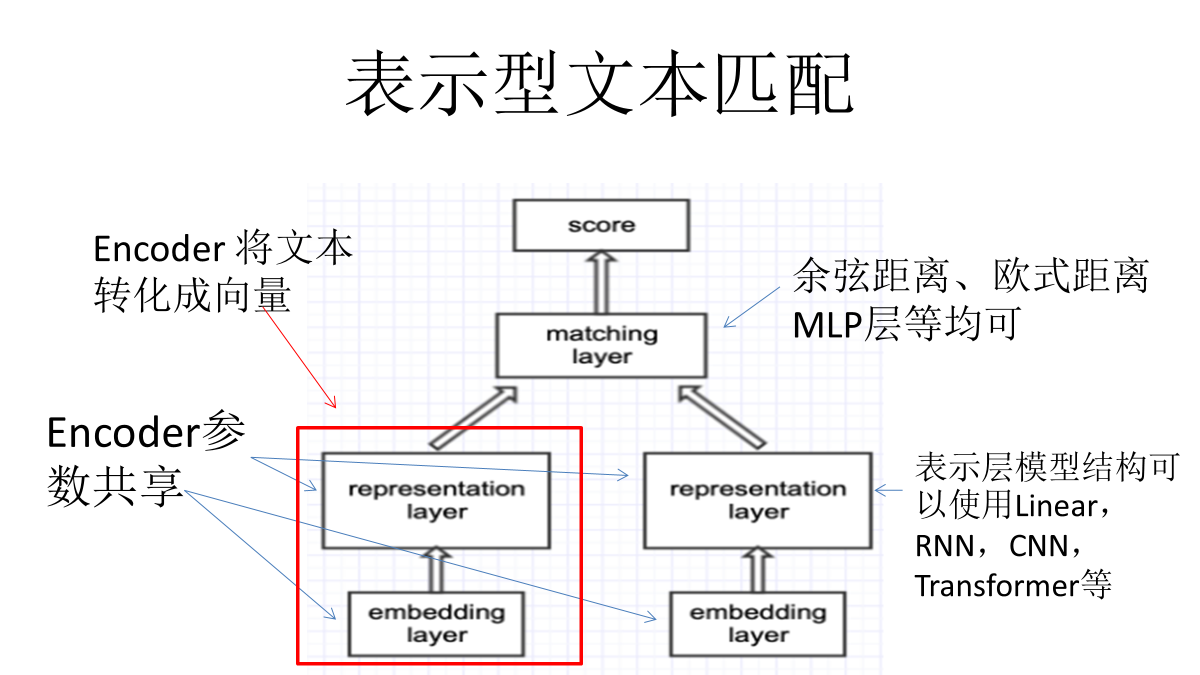 表示型文本匹配
score
Encoder 将文本
转化成向量
余弦距离、欧式距离
MLP层等均可
matching
layer
Encoder参
数共享
representation
layer
representation
layer
表示层模型结构可
以使用Linear，
RNN，CNN，
Transformer等
embedding
layer
embedding
layer